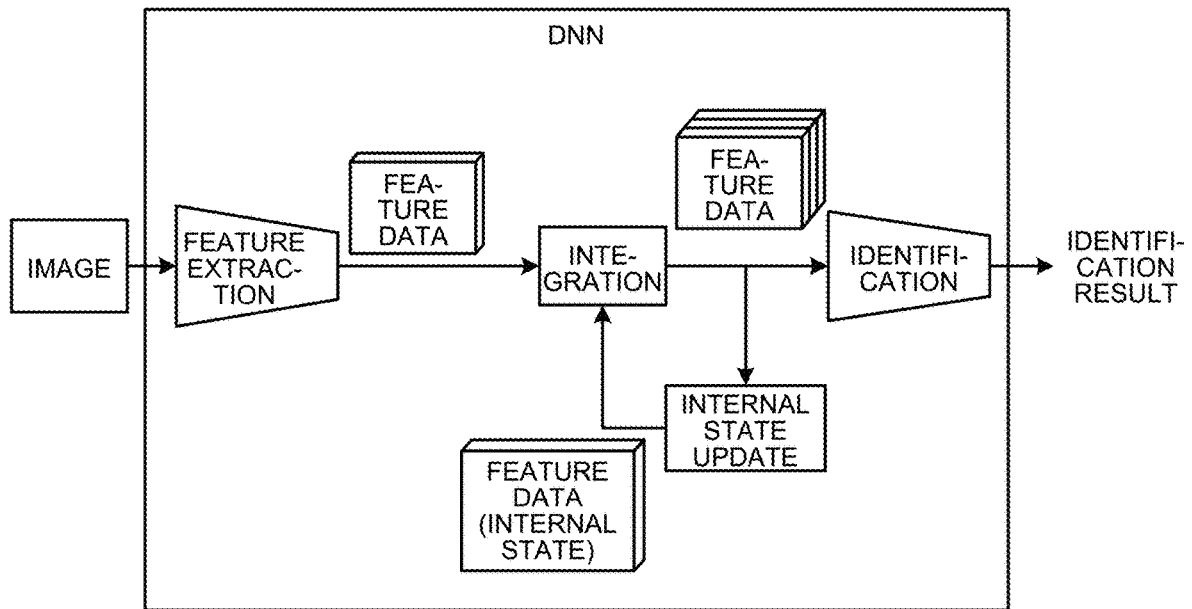 DNN
FEA-
TURE
DATA
FEA-
TURE
DATA
IMAGE
FEATURE
EXTRAC-
TION
INTE-
GRATION
IDENTIFI-
CATION
IDENTIFI-
CATION
RESULT
INTERNAL
STATE
UPDATE
FEATURE
DATA
(INTERNAL
STATE)